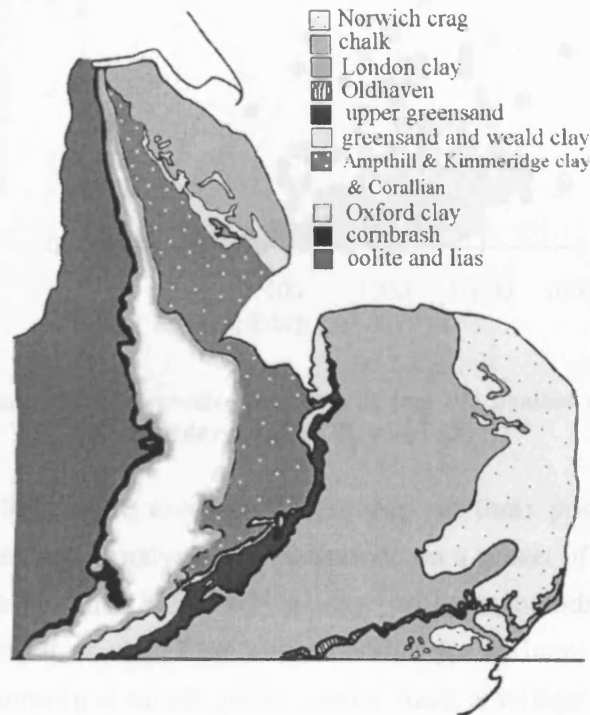 Norwich crag
chalk
London clay
Oldhaven
upper greensand
greensand and weald clay
Ampthill & Kimmeridge clay
& Corallian
Oxford clay
cornbrash
oolite and lias